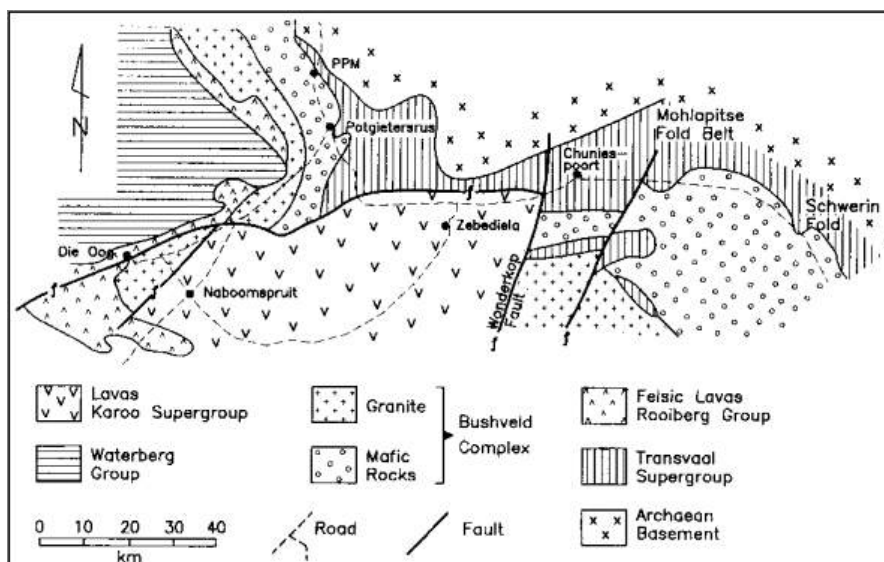 PPM
N
Potgietersrus
Mohlapitse
Fold Belt
Chunies-
poort
Schwerin
Fold
Zebediela
Die Oog
Naboomspruit
Wonderkop
Fault
Lavas
Karoo Supergroup
Waterberg
Group
Granite
Mafic
Rocks
Bushveld
Complex
Felsic Lavas
Rooiberg Group
Transvaal
Supergroup
Archaean
Basement
0 10 20 30 40
km
Road
Fault